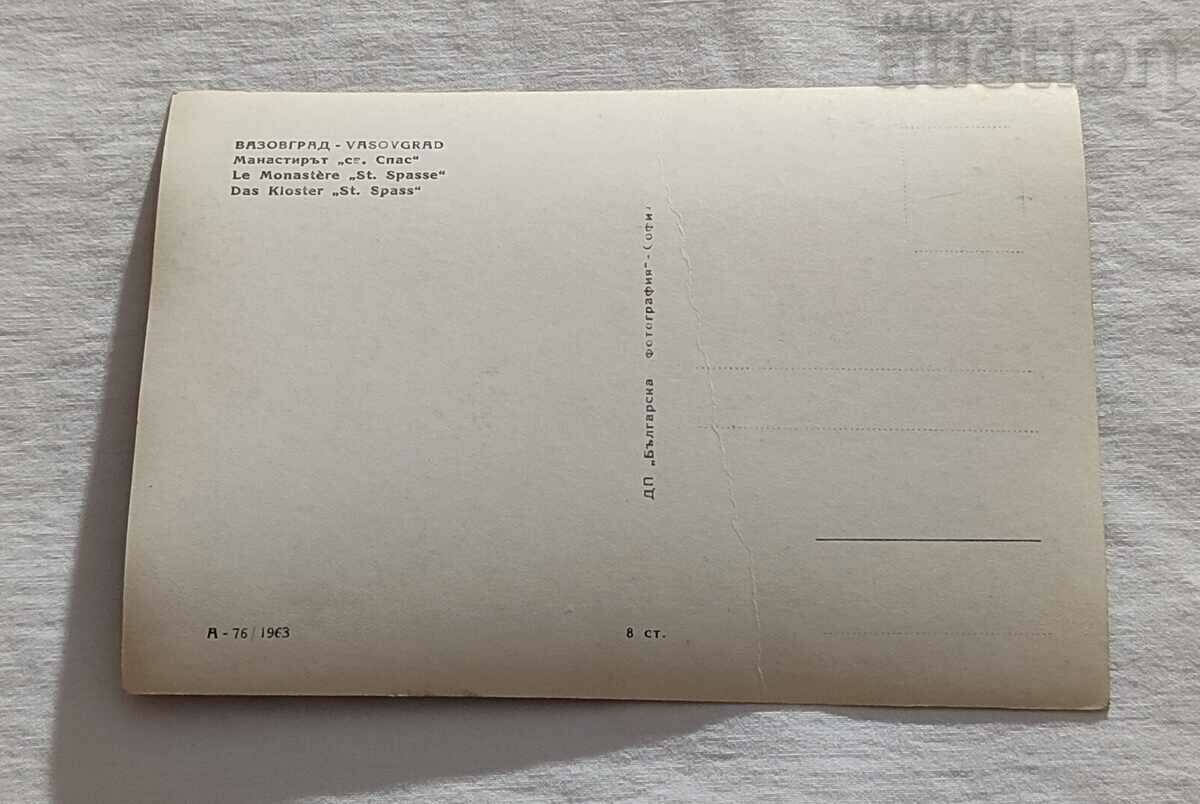 BALKAN
auction
ВАЗОВГРАД - VASOVGRAD
Манастирът „св. Спас“
Le Monastère „St. Spasse“
Das Kloster „St. Spass“
ДП „Българска фотография“ - София
А - 76 / 1963
8 ст.